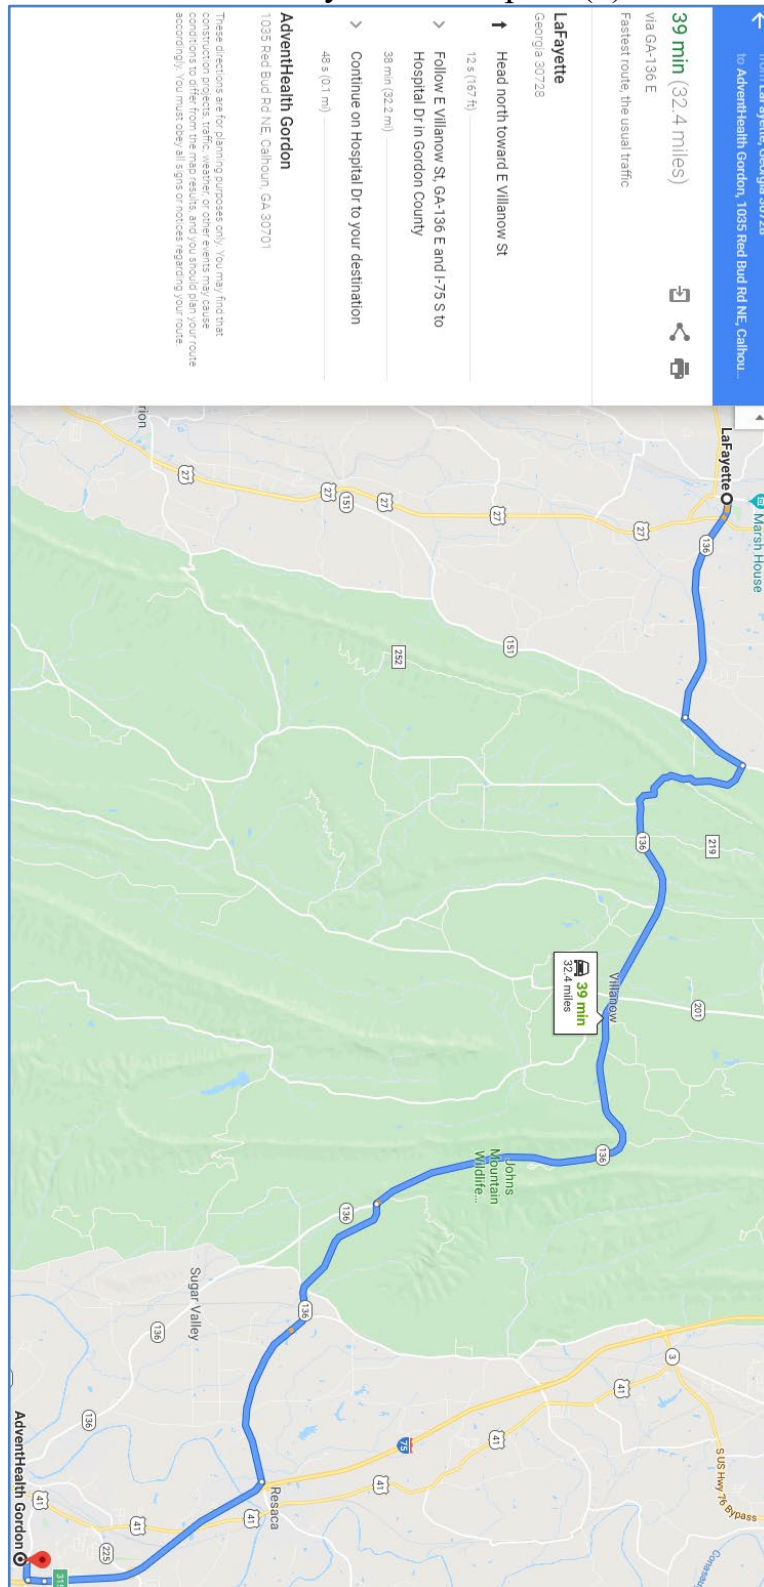 to AdventHealth Gordon, 1035 Red Bud Rd NE, Calhou...
39 min (32.4 miles)
via GA-136 E
Fastest route, the usual traffic
LaFayette
Georgia 30728
Head north toward E Villanow St
12 s (167 ft)
Follow E Villanow St, GA-136 E and I-75 S to
Hospital Dr in Gordon County
38 min (32.2 mi)
Continue on Hospital Dr to your destination
48 s (0.1 mi)
AdventHealth Gordon
1035 Red Bud Rd NE, Calhoun, GA 30701
These directions are for planning purposes only. You may find that
construction projects, traffic, weather, or other events may cause
conditions to differ from the map results, and you should plan your route
accordingly. You must obey all signs or notices regarding your route.
Marsh House
LaFayette
136
27
27
27
151
27
27
151
252
136
219
201
Villanow
39 min
32.4 miles
136
Johns
Mountain
Wildlife...
136
136
Sugar Valley
136
136
3
41
41
75
41
S US Hwy 76 Bypass
Resaca
41
41
41
225
AdventHealth Gordon